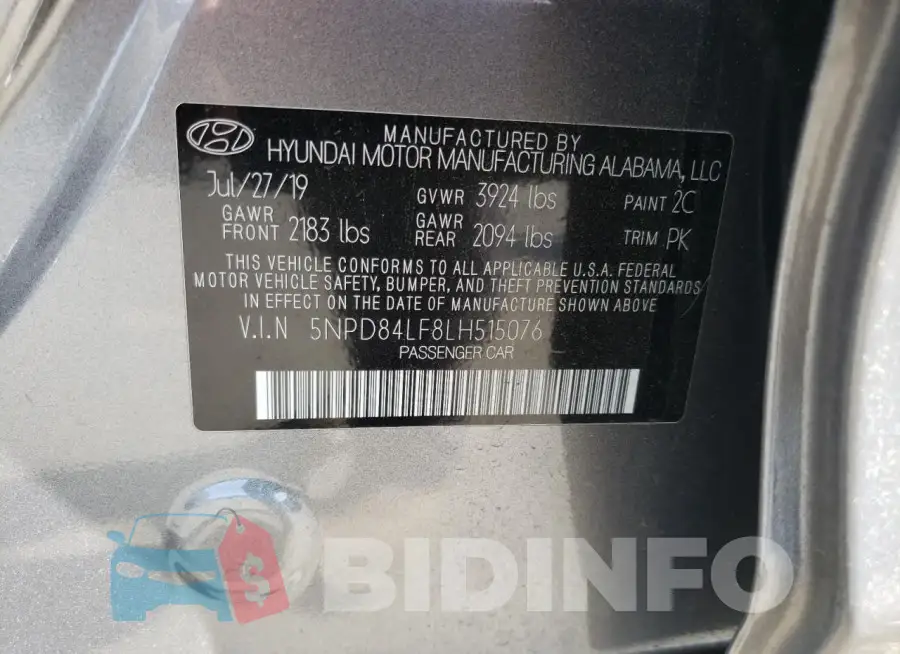 MANUFACTURED BY
HYUNDAI MOTOR MANUFACTURING ALABAMA, LLC
Jul/27/19 GVWR 3924 lbs PAINT 2C
GAWR FRONT 2183 lbs GAWR REAR 2094 lbs TRIM PK
THIS VEHICLE CONFORMS TO ALL APPLICABLE U.S.A. FEDERAL
MOTOR VEHICLE SAFETY, BUMPER, AND THEFT PREVENTION STANDARDS
IN EFFECT ON THE DATE OF MANUFACTURE SHOWN ABOVE
V.I.N 5NPD84LF8LH515076
PASSENGER CAR
$ BIDINFO